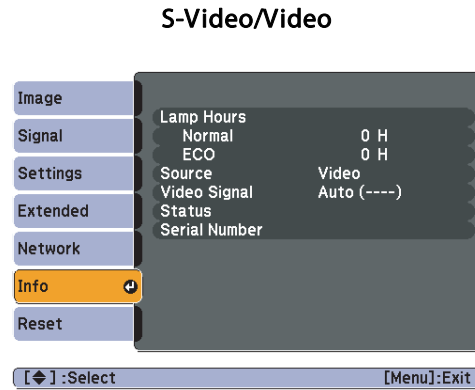 S-Video/Video
Image
Signal
Settings
Extended
Network
Info
Reset
Lamp Hours
Normal 0 H
ECO 0 H
Source Video
Video Signal Auto (----)
Status
Serial Number
[◆] :Select [Menu]:Exit